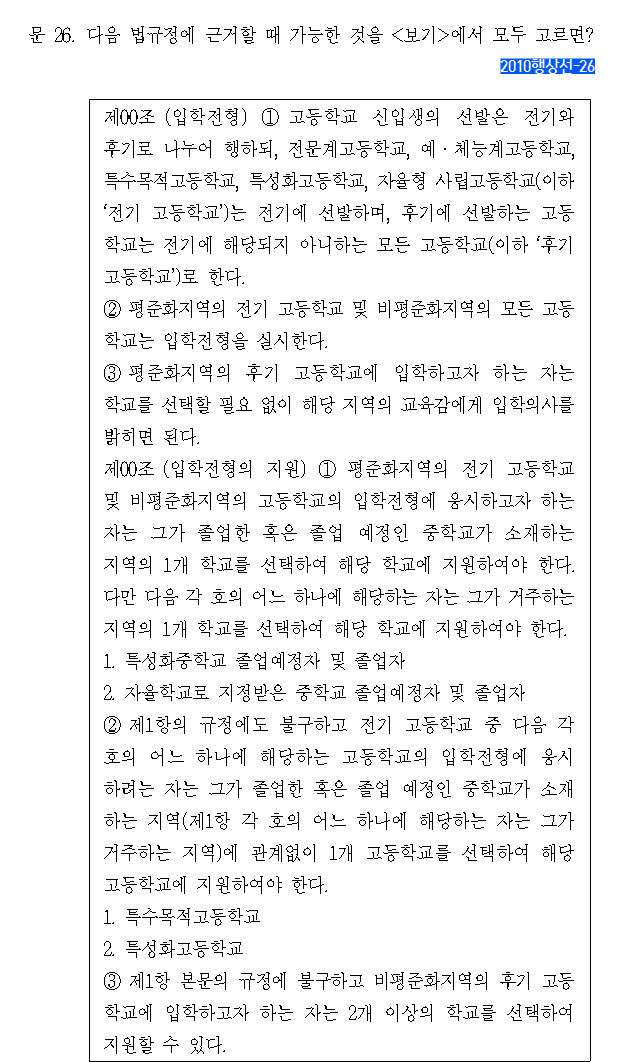 문 26. 다음 법규정에 근거할 때 가능한 것을 <보기>에서 모두 고르면?
2010행상선-26
제00조 (입학전형) ① 고등학교 신입생의 선발은 전기와
후기로 나누어 행하되, 전문계고등학교, 예·체능계고등학교,
특수목적고등학교, 특성화고등학교, 자율형 사립고등학교(이하
‘전기 고등학교’)는 전기에 선발하며, 후기에 선발하는 고등
학교는 전기에 해당되지 아니하는 모든 고등학교(이하 ‘후기
고등학교’)로 한다.
② 평준화지역의 전기 고등학교 및 비평준화지역의 모든 고등
학교는 입학전형을 실시한다.
③ 평준화지역의 후기 고등학교에 입학하고자 하는 자는
학교를 선택할 필요 없이 해당 지역의 교육감에게 입학의사를
밝히면 된다.
제00조 (입학전형의 지원) ① 평준화지역의 전기 고등학교
및 비평준화지역의 고등학교의 입학전형에 응시하고자 하는
자는 그가 졸업한 혹은 졸업 예정인 중학교가 소재하는
지역의 1개 학교를 선택하여 해당 학교에 지원하여야 한다.
다만 다음 각 호의 어느 하나에 해당하는 자는 그가 거주하는
지역의 1개 학교를 선택하여 해당 학교에 지원하여야 한다.
1. 특성화중학교 졸업예정자 및 졸업자
2. 자율학교로 지정받은 중학교 졸업예정자 및 졸업자
② 제1항의 규정에도 불구하고 전기 고등학교 중 다음 각
호의 어느 하나에 해당하는 고등학교의 입학전형에 응시
하려는 자는 그가 졸업한 혹은 졸업 예정인 중학교가 소재
하는 지역(제1항 각 호의 어느 하나에 해당하는 자는 그가
거주하는 지역)에 관계없이 1개 고등학교를 선택하여 해당
고등학교에 지원하여야 한다.
1. 특수목적고등학교
2. 특성화고등학교
③ 제1항 본문의 규정에 불구하고 비평준화지역의 후기 고등
학교에 입학하고자 하는 자는 2개 이상의 학교를 선택하여
지원할 수 있다.